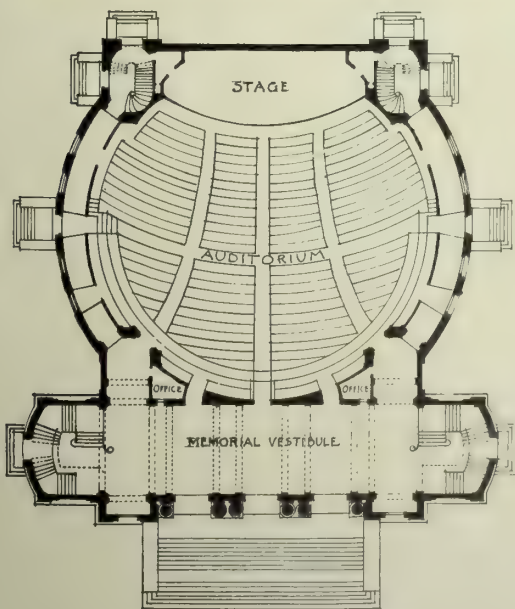 STAGE
AUDITORIUM
OFFICE
OFFICE
MEMORIAL VESTIBULE